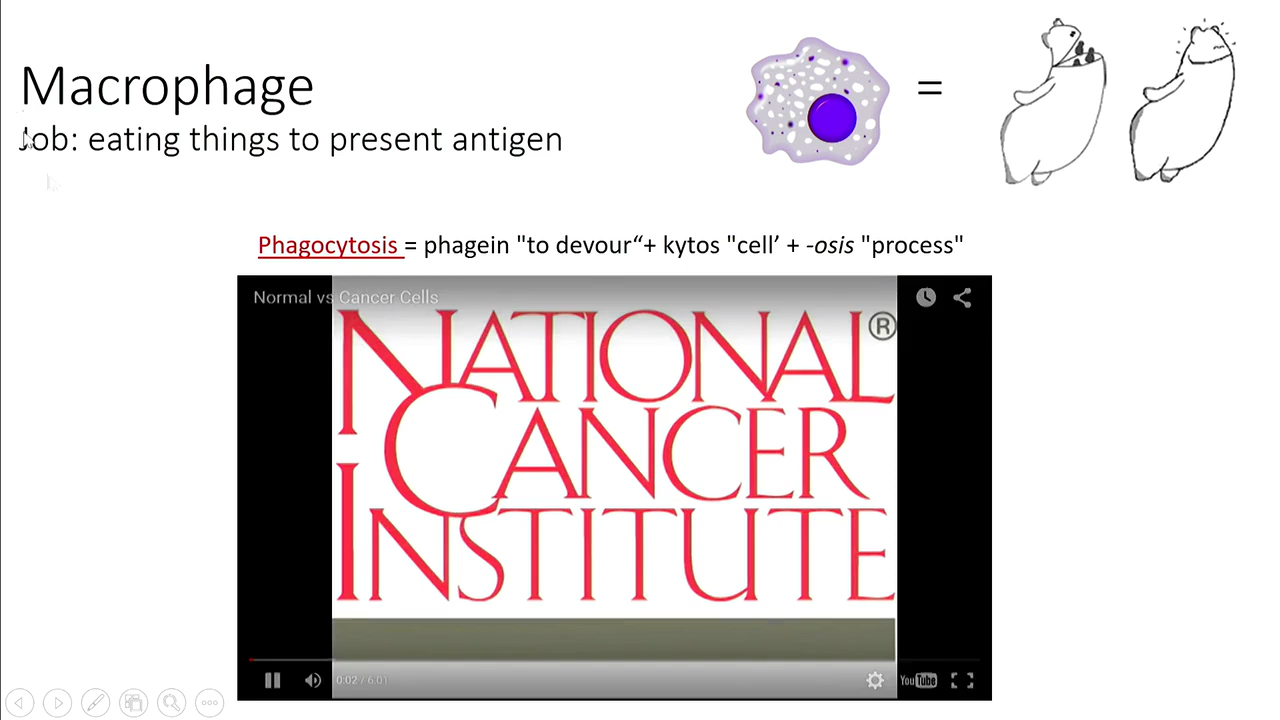 Macrophage
=
Job: eating things to present antigen
Phagocytosis = phagein "to devour“+ kytos "cell’ + -osis "process"
Normal vs Cancer Cells
NATIONAL®
CANCER
INSTITUTE
0:02 / 6:01
YouTube